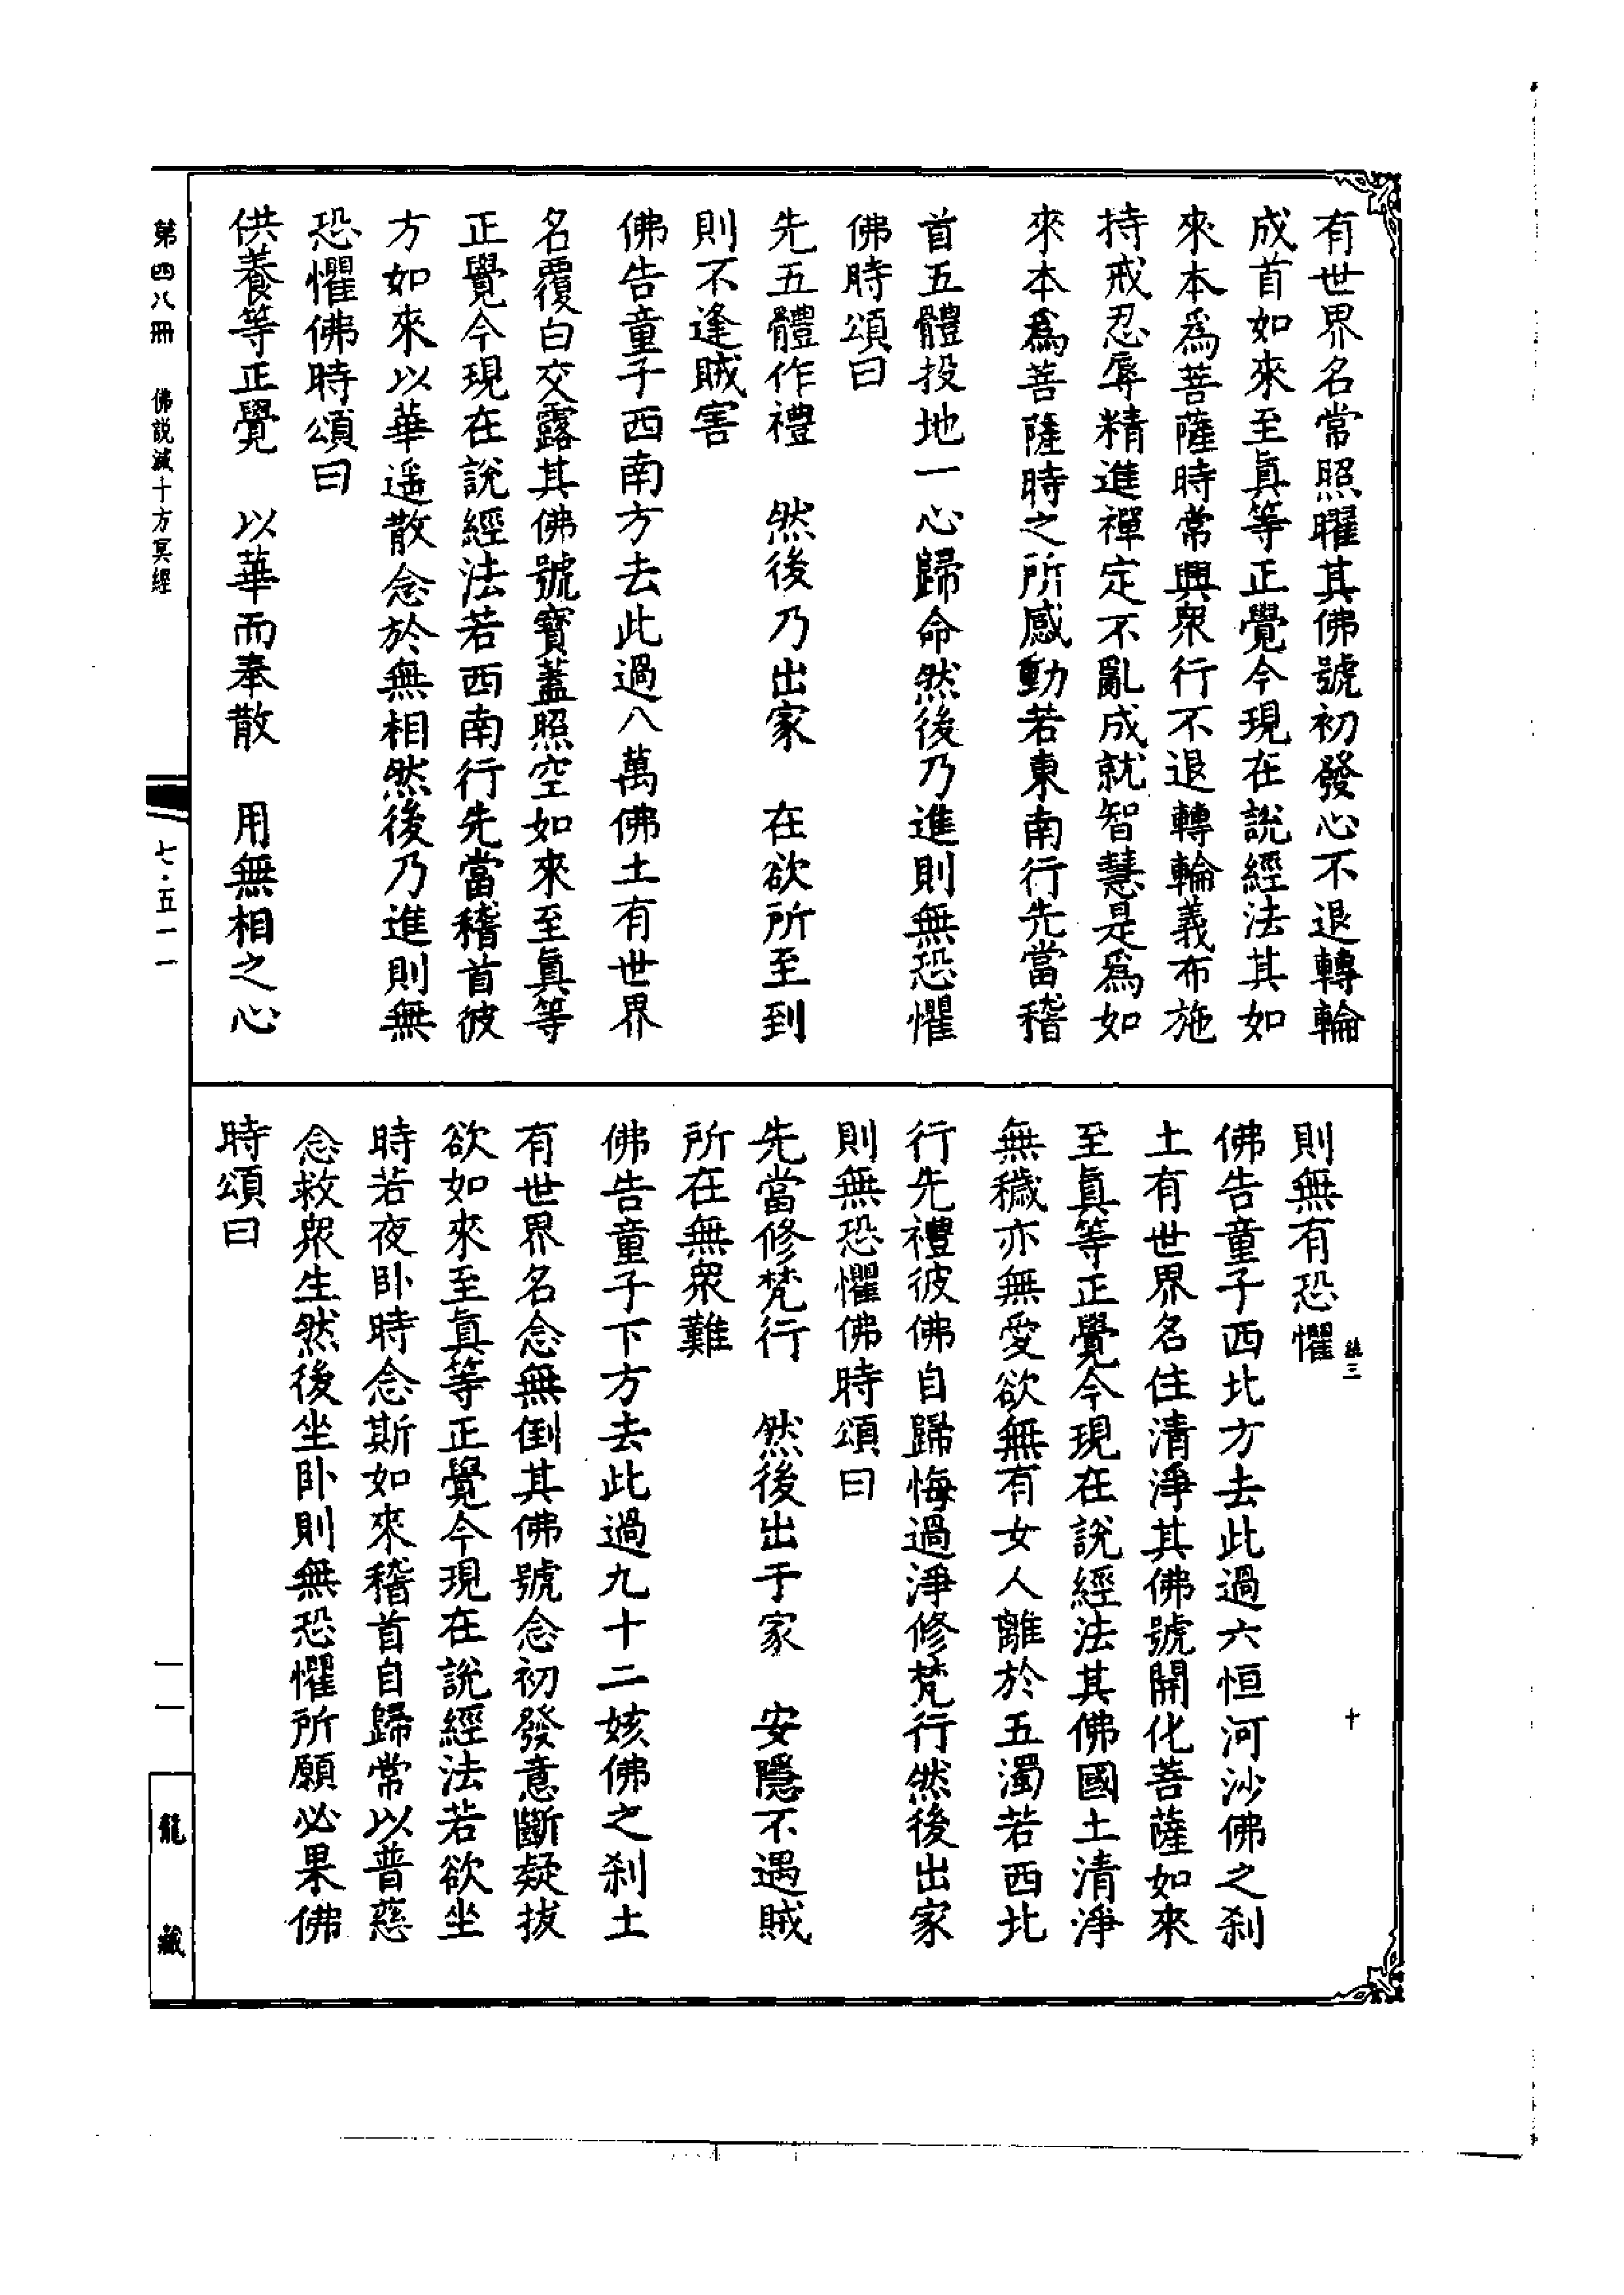 有世界名常照曜其佛號初發心不退轉輪
成首如來至真等正覺今現在說經法其如
來本爲菩薩時常興衆行不退轉輪義布施
持戒忍辱精進禪定不亂成就智慧是爲如
來本爲菩薩時之所感動若東南行先當稽
首五體投地一心歸命然後乃進則無恐懼
佛時頌曰
先五體作禮　然後乃出家　在欲所至到
則不逢賊害
佛告童子西南方去此過八萬佛土有世界
名覆白交露其佛號寶蓋照空如來至真等
正覺今現在說經法若西南行先當稽首彼
方如來以華遥散念於無相然後乃進則無
恐懼佛時頌曰
供養等正覺　以華而奉散　用無相之心
則無有恐懼
佛告童子西北方去此過六恒河沙佛之刹
土有世界名住清淨其佛號開化菩薩如來
至真等正覺今現在說經法其佛國土清淨
無穢亦無愛欲無有女人離於五濁若西北
行先禮彼佛自歸悔過淨修梵行然後出家
則無恐懼佛時頌曰
先當修梵行　然後出于家　安隱不遇賊
所在無衆難
佛告童子下方去此過九十二姟佛之刹土
有世界名念無倒其佛號念初發意斷疑拔
欲如來至真等正覺今現在說經法若欲坐
時若夜卧時念斯如來稽首自歸常以普慈
念救衆生然後坐卧則無恐懼所願必果佛
時頌曰
三
十
第四八冊　佛説滅十方冥經
七·五一一
一一
龍藏